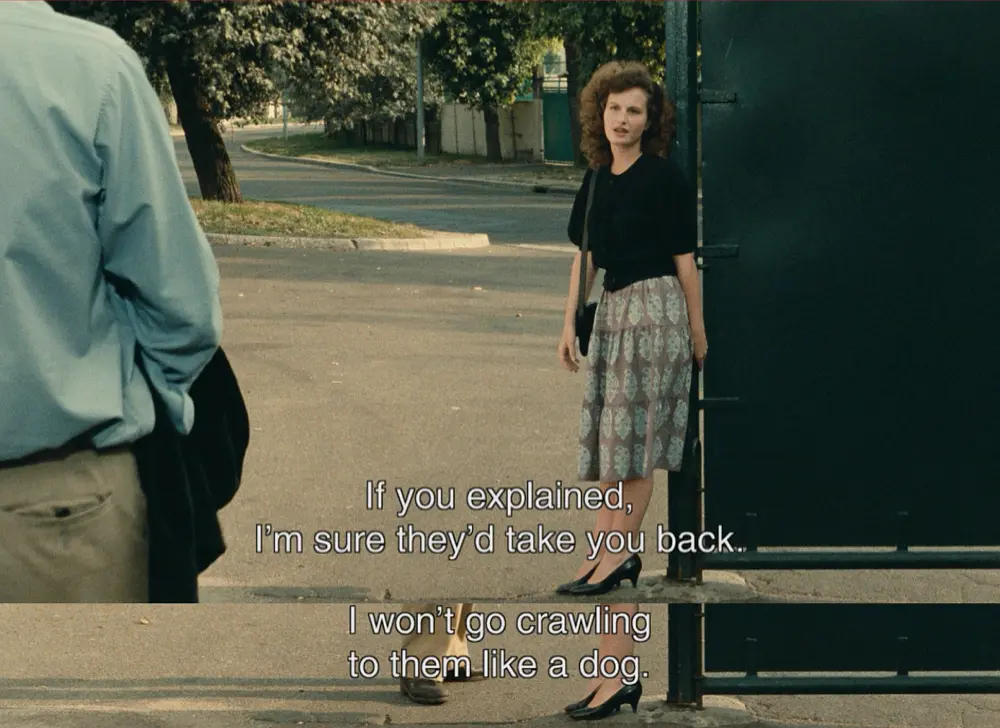 If you explained,
I'm sure they'd take you back.
I won't go crawling
to them like a dog.